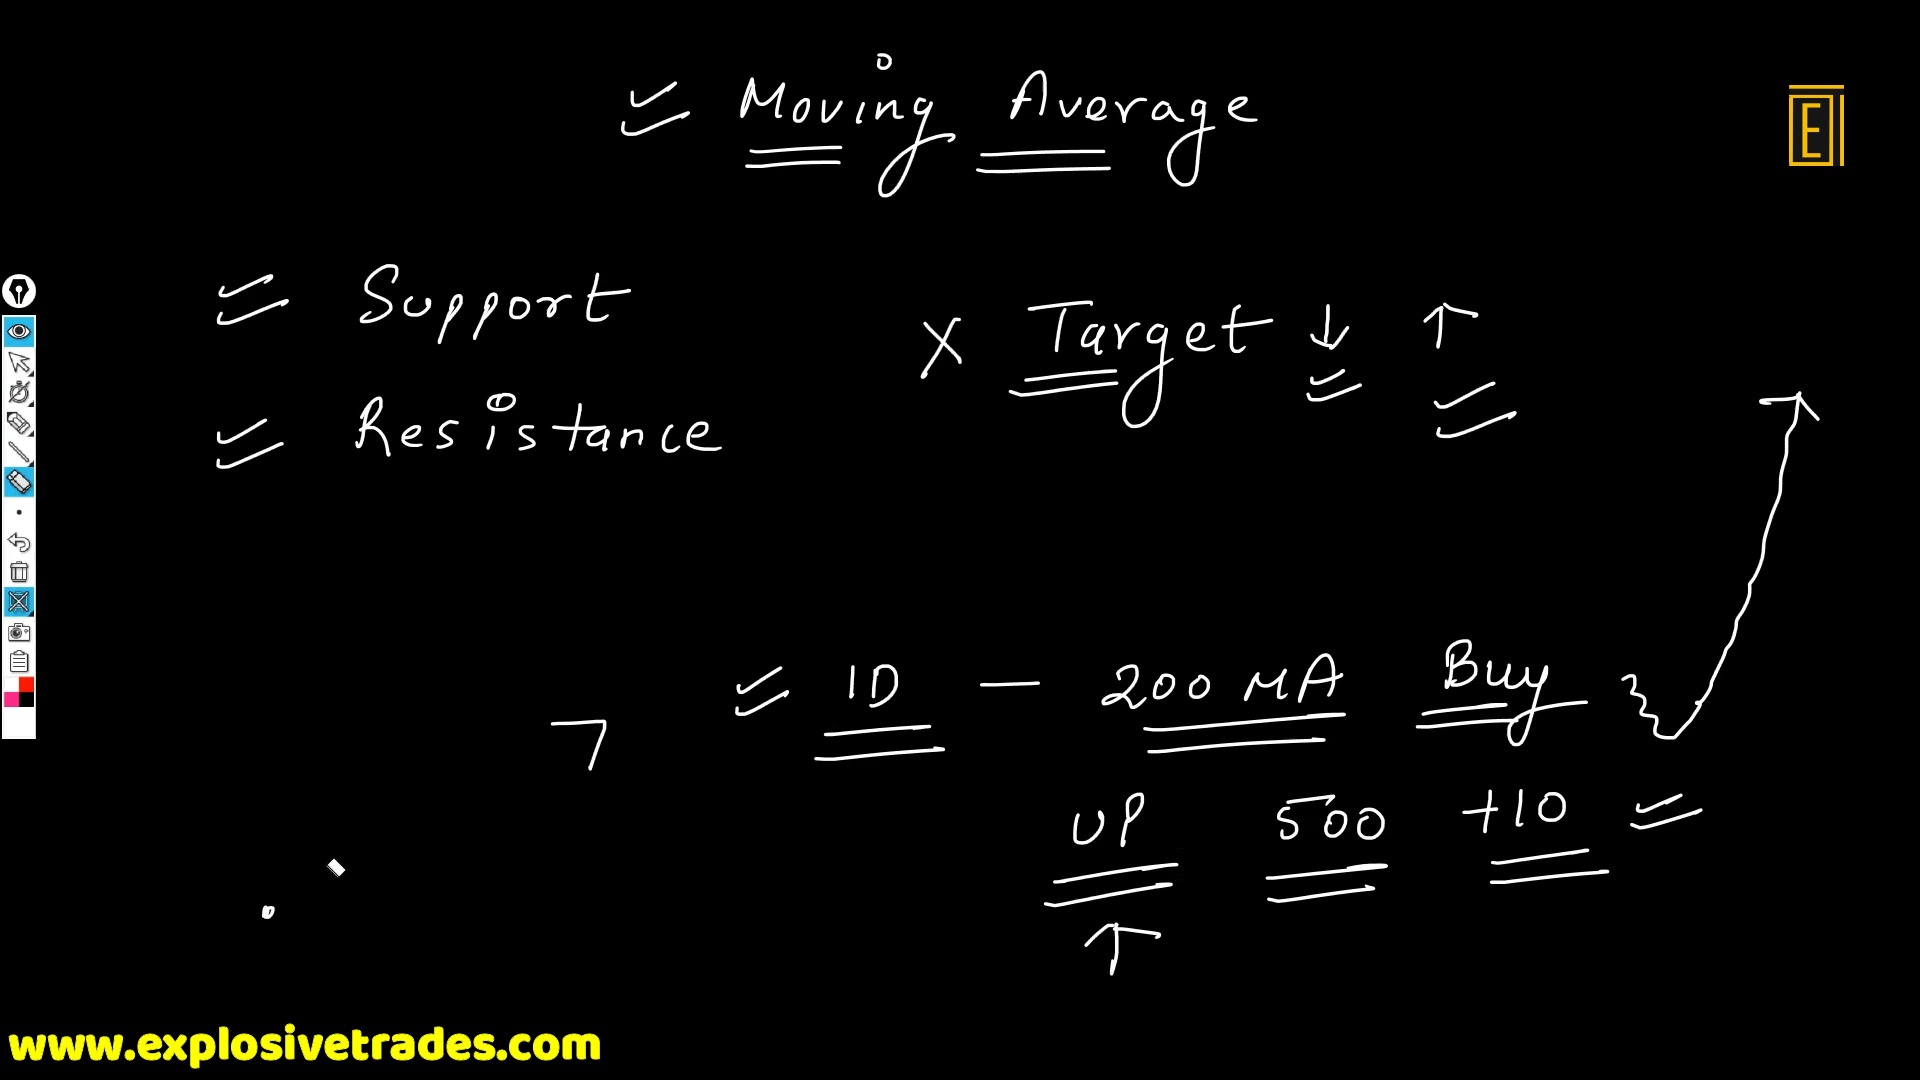 Moving Average
E
Support
X Target ↓ ↑
Resistance
1D — 200 MA Buy
UP 500 +10
www.explosivetrades.com